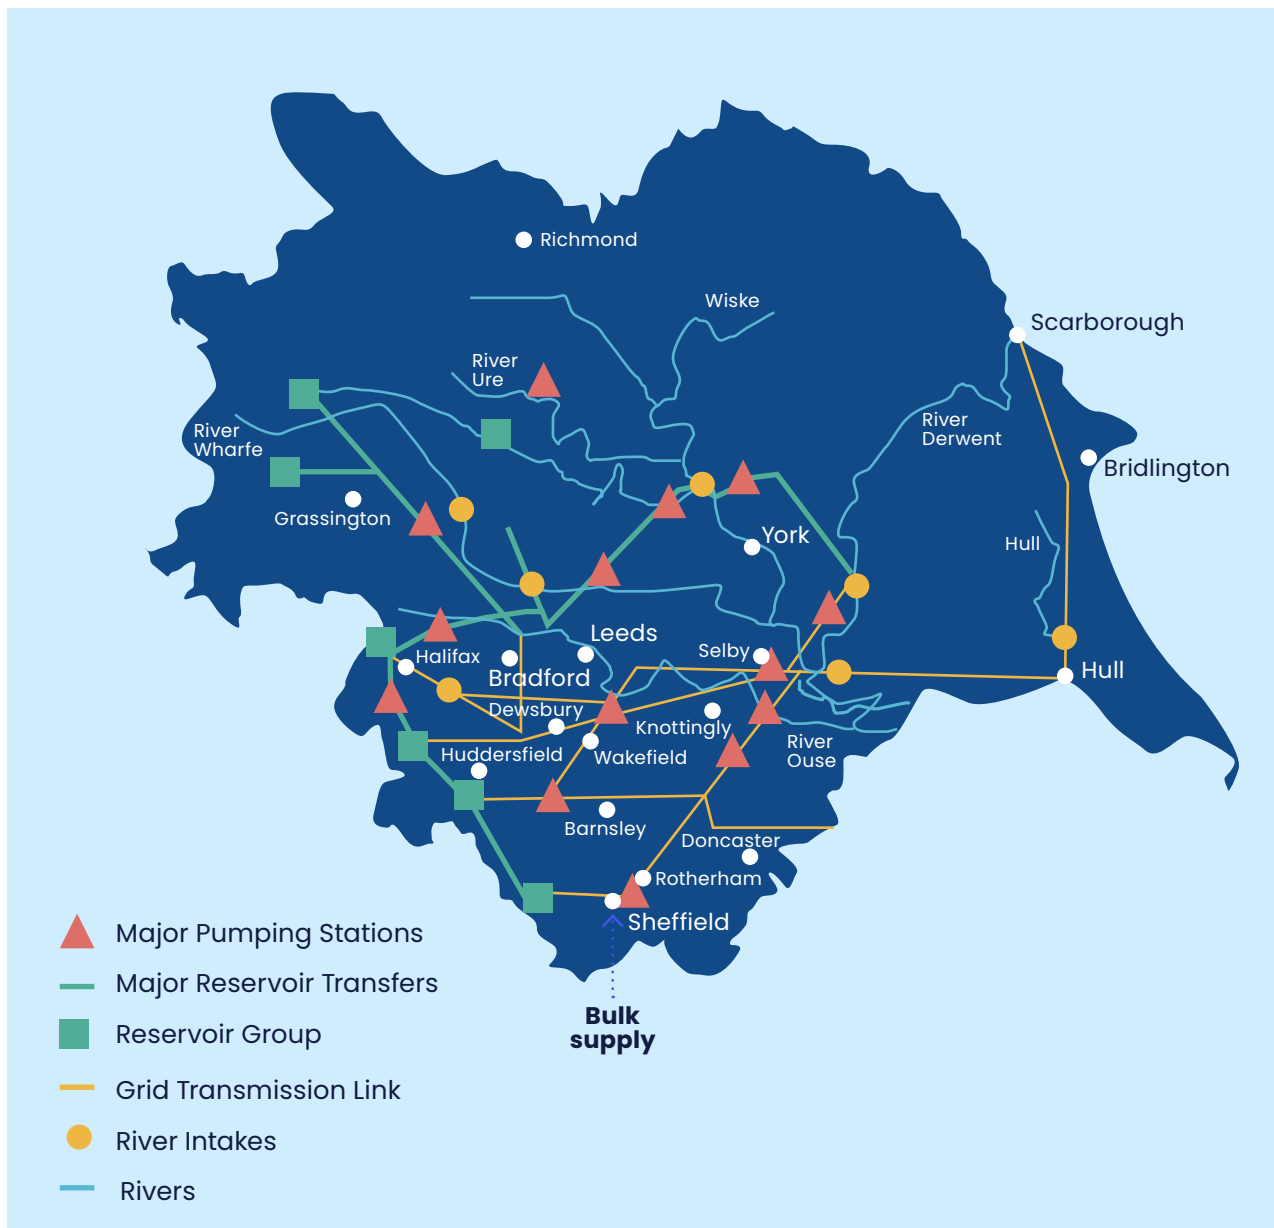 Richmond
Wiske
Scarborough
River
Ure
River
Derwent
River
Wharfe
Bridlington
Grassington
York
Hull
Leeds
Halifax
Selby
Bradford
Hull
Dewsbury
Knottingly
Huddersfield
Wakefield
River
Ouse
Barnsley
Doncaster
Rotherham
Sheffield
Bulk
supply
Major Pumping Stations
Major Reservoir Transfers
Reservoir Group
Grid Transmission Link
River Intakes
Rivers